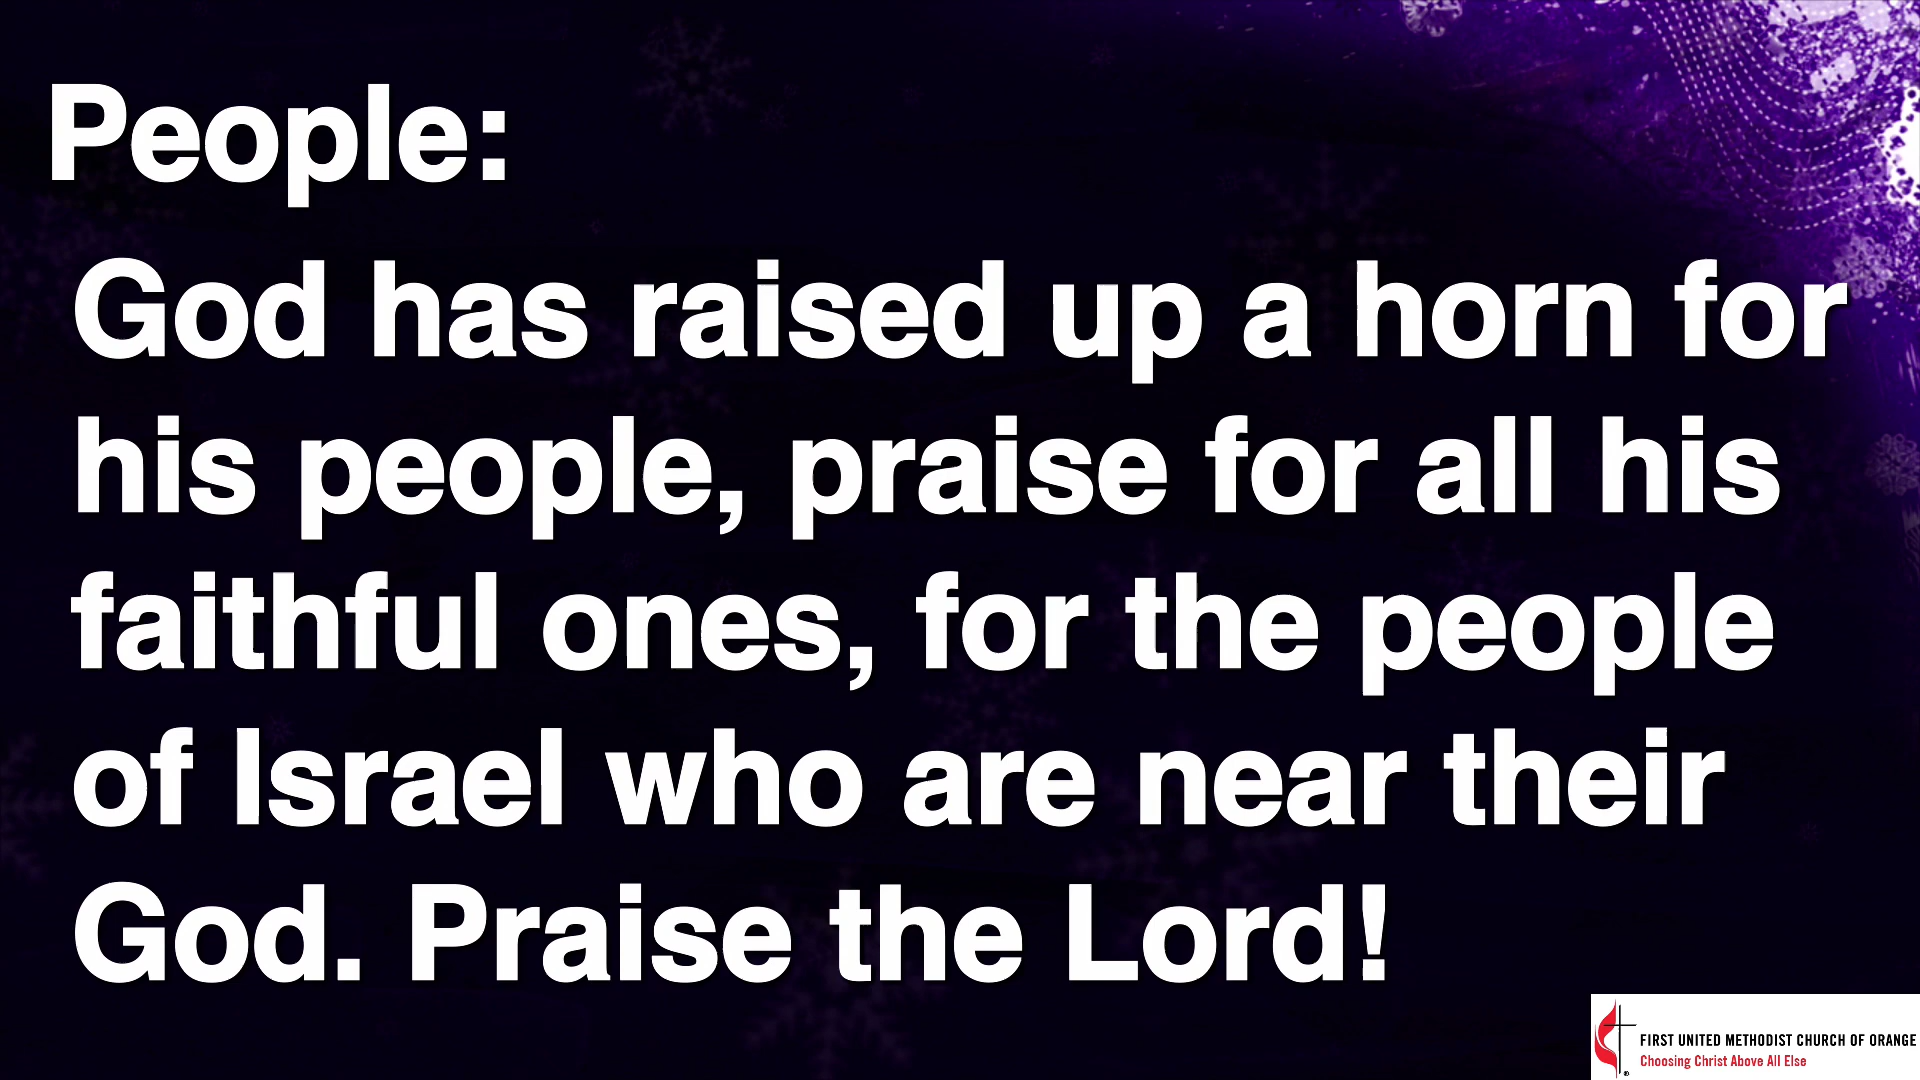 People:
God has raised up a horn for
his people, praise for all his
faithful ones, for the people
of Israel who are near their
God. Praise the Lord!
FIRST UNITED METHODIST CHURCH OF ORANGE
Choosing Christ Above All Else